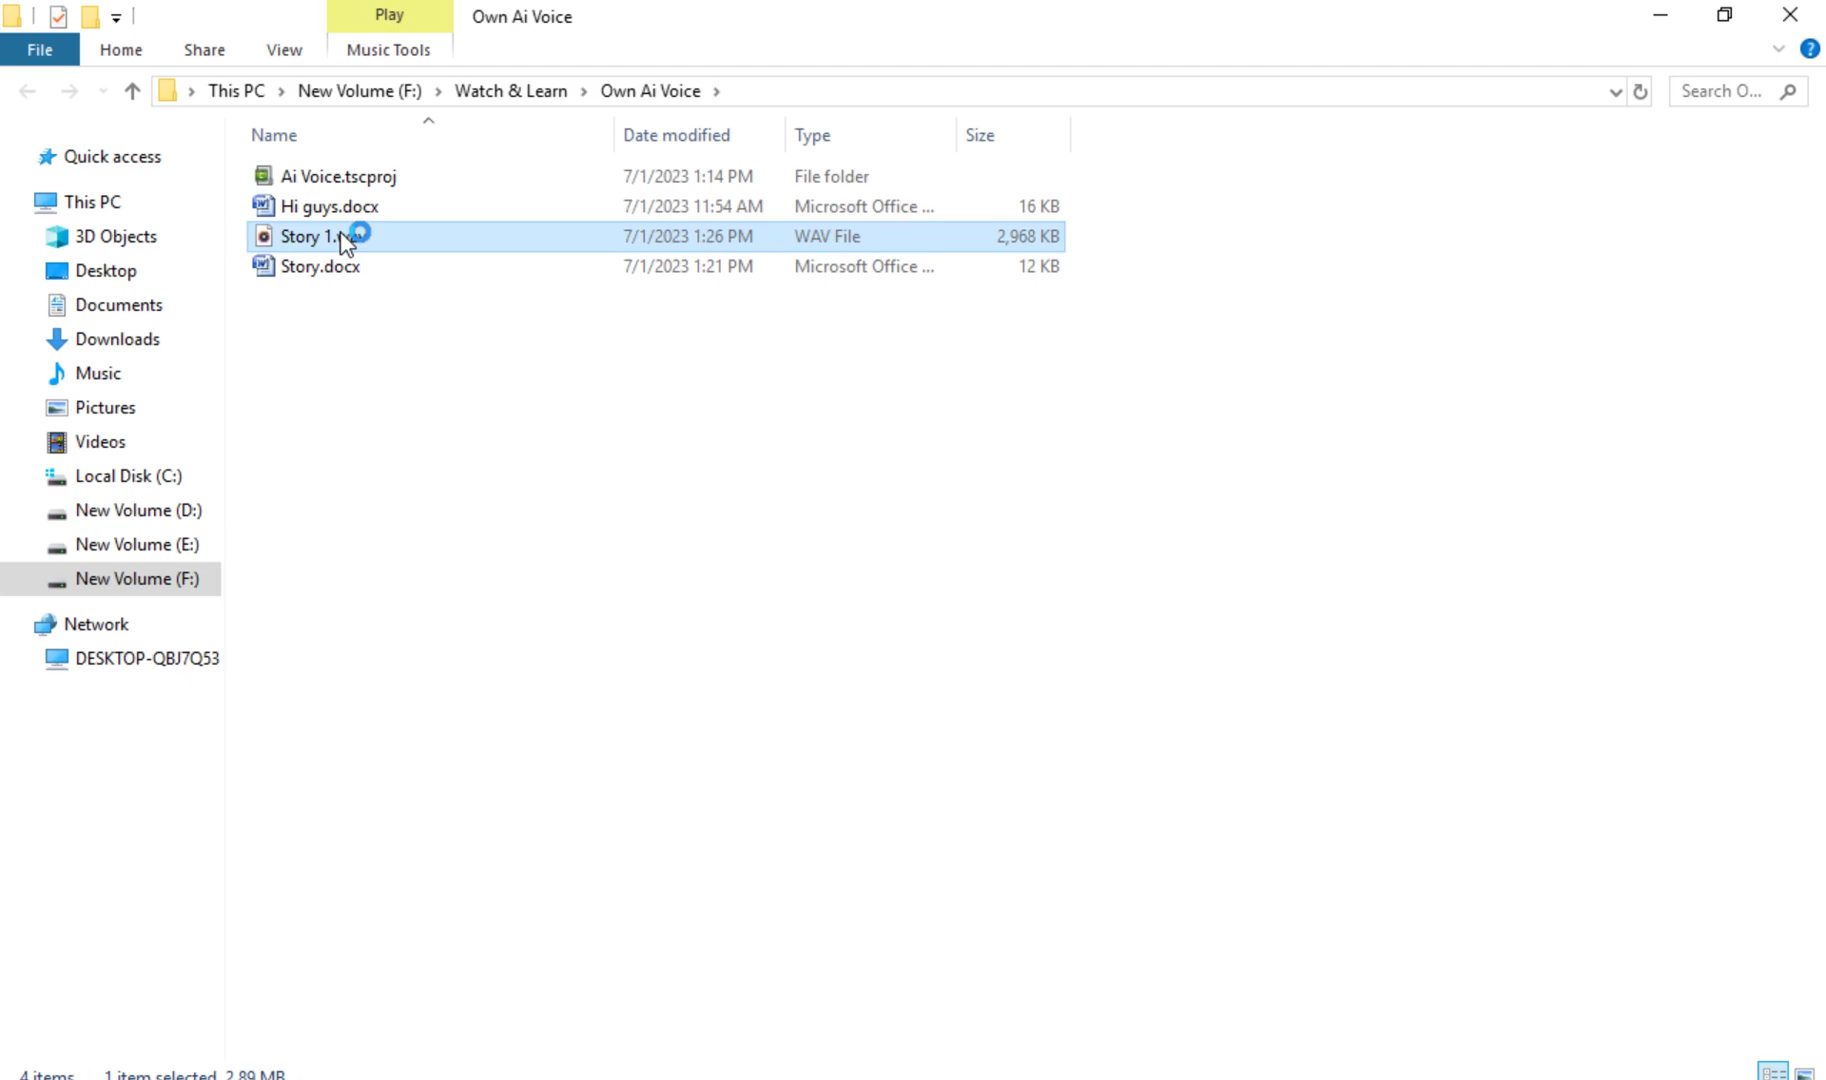 Play Own Ai Voice
File Home Share View Music Tools
This PC New Volume (F:) Watch & Learn Own Ai Voice Search O...
Name Date modified Type Size
Quick access
This PC
3D Objects
Desktop
Documents
Downloads
Music
Pictures
Videos
Local Disk (C:)
New Volume (D:)
New Volume (E:)
New Volume (F:)
Network
DESKTOP-QBJ7Q53
Ai Voice.tscproj 7/1/2023 1:14 PM File folder
Hi guys.docx 7/1/2023 11:54 AM Microsoft Office ... 16 KB
Story 1. 7/1/2023 1:26 PM WAV File 2,968 KB
Story.docx 7/1/2023 1:21 PM Microsoft Office ... 12 KB
4 items 1 item selected 2.89 MB